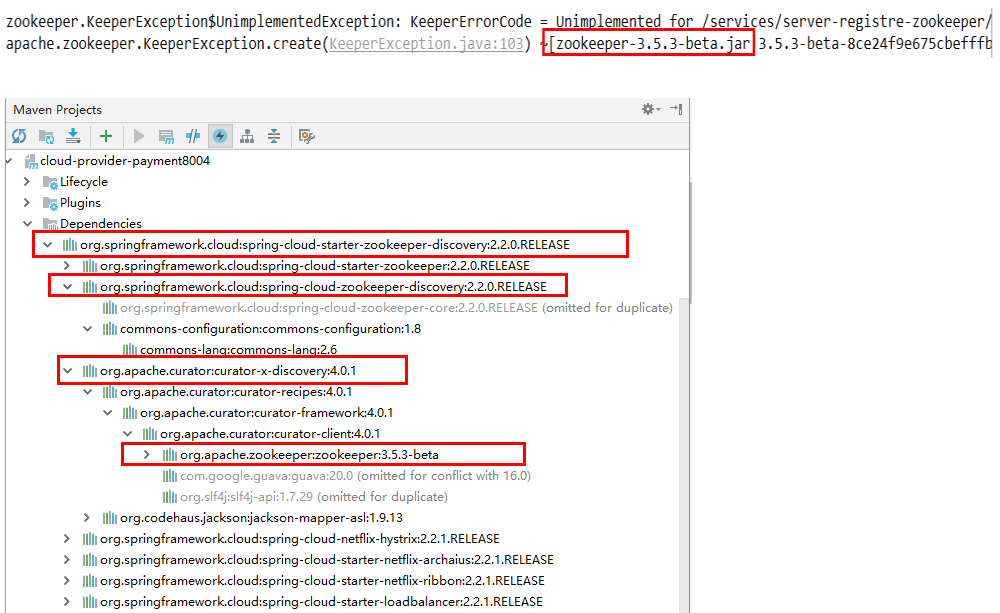 zookeeper.KeeperException$UnimplementedException: KeeperErrorCode = Unimplemented for /services/server-registre-zookeeper/
apache.zookeeper.KeeperException.create(KeeperException.java:103) ~[zookeeper-3.5.3-beta.jar 3.5.3-beta-8ce24f9e675cbefffb
Maven Projects
cloud-provider-payment8004
Lifecycle
Plugins
Dependencies
org.springframework.cloud:spring-cloud-starter-zookeeper-discovery:2.2.0.RELEASE
org.springframework.cloud:spring-cloud-starter-zookeeper:2.2.0.RELEASE
org.springframework.cloud:spring-cloud-zookeeper-discovery:2.2.0.RELEASE
org.springframework.cloud:spring-cloud-zookeeper-core:2.2.0.RELEASE (omitted for duplicate)
commons-configuration:commons-configuration:1.8
commons-lang:commons-lang:2.6
org.apache.curator:curator-x-discovery:4.0.1
org.apache.curator:curator-recipes:4.0.1
org.apache.curator:curator-framework:4.0.1
org.apache.curator:curator-client:4.0.1
org.apache.zookeeper:zookeeper:3.5.3-beta
com.google.guava:guava:20.0 (omitted for conflict with 16.0)
org.slf4j:slf4j-api:1.7.29 (omitted for duplicate)
org.codehaus.jackson:jackson-mapper-asl:1.9.13
org.springframework.cloud:spring-cloud-netflix-hystrix:2.2.1.RELEASE
org.springframework.cloud:spring-cloud-starter-netflix-archaius:2.2.1.RELEASE
org.springframework.cloud:spring-cloud-starter-netflix-ribbon:2.2.1.RELEASE
org.springframework.cloud:spring-cloud-starter-loadbalancer:2.2.1.RELEASE